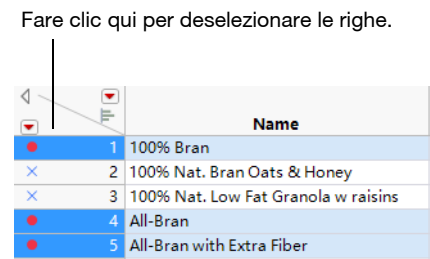 Fare clic qui per deselezionare le righe.
Name
1 100% Bran
2 100% Nat. Bran Oats & Honey
3 100% Nat. Low Fat Granola w raisins
4 All-Bran
5 All-Bran with Extra Fiber